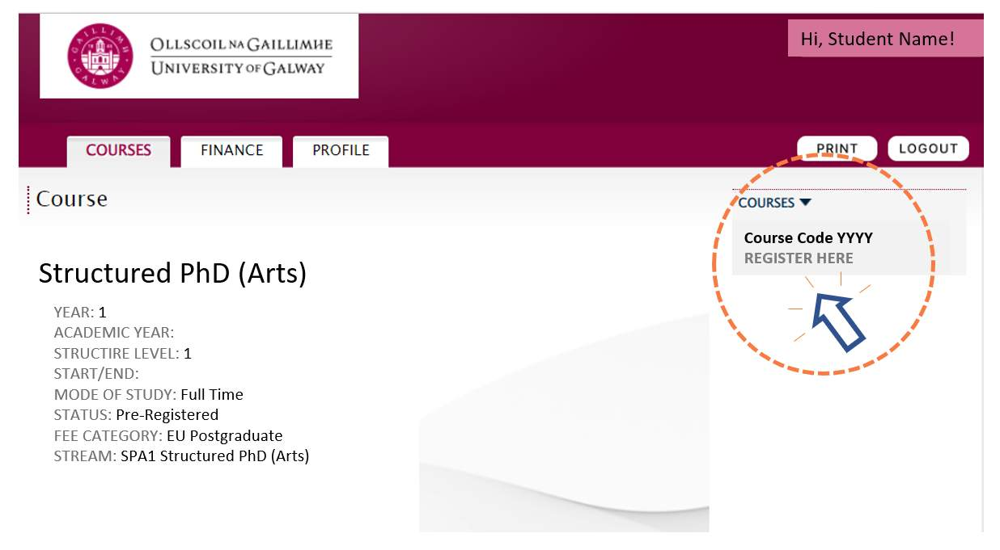 GAILLIMH
GALWAY
OLLSCOIL NA GAILLIMHE
UNIVERSITY OF GALWAY
Hi, Student Name!
COURSES
FINANCE
PROFILE
PRINT
LOGOUT
Course
COURSES
Course Code YYYY
REGISTER HERE
Structured PhD (Arts)
YEAR: 1
ACADEMIC YEAR:
STRUCTIRE LEVEL: 1
START/END:
MODE OF STUDY: Full Time
STATUS: Pre-Registered
FEE CATEGORY: EU Postgraduate
STREAM: SPA1 Structured PhD (Arts)